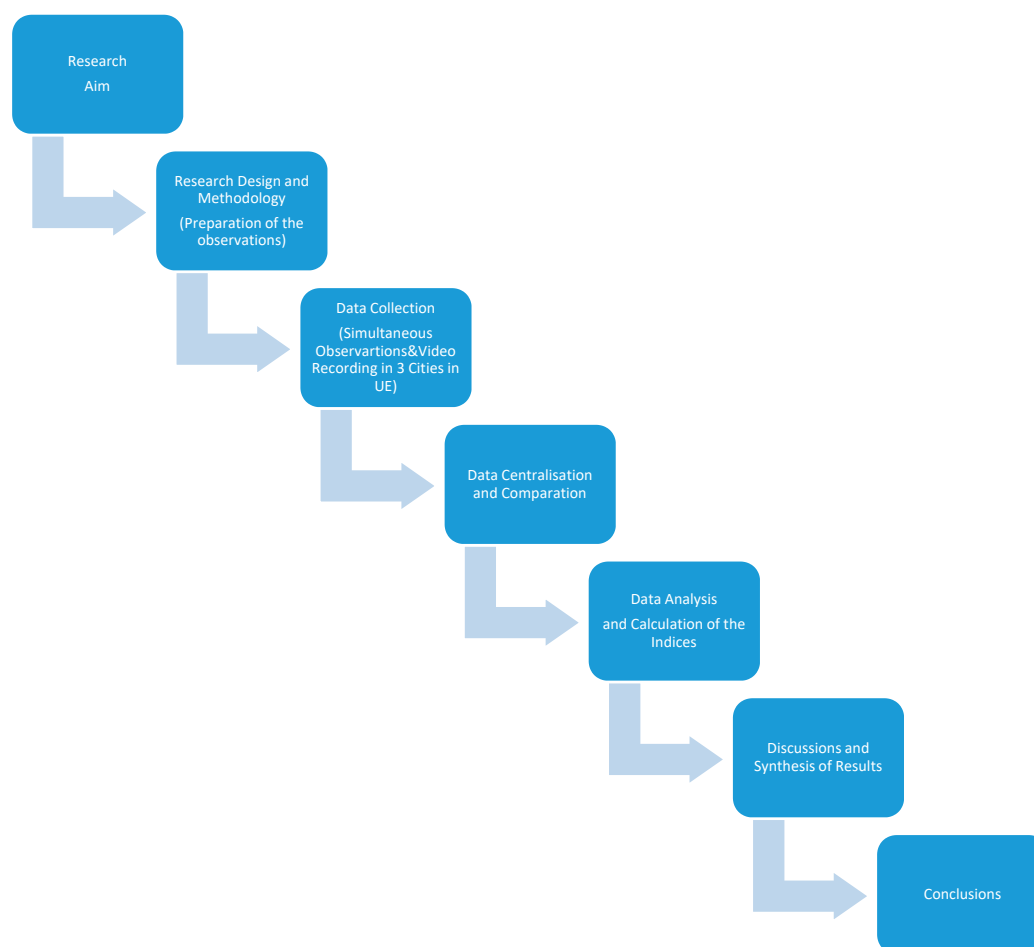 Research
Aim
Research Design and
Methodology
(Preparation of the
observations)
Data Collection
(Simultaneous
Observartions&Video
Recording in 3 Cities in
UE)
Data Centralisation
and Comparation
Data Analysis
and Calculation of the
Indices
Discussions and
Synthesis of Results
Conclusions